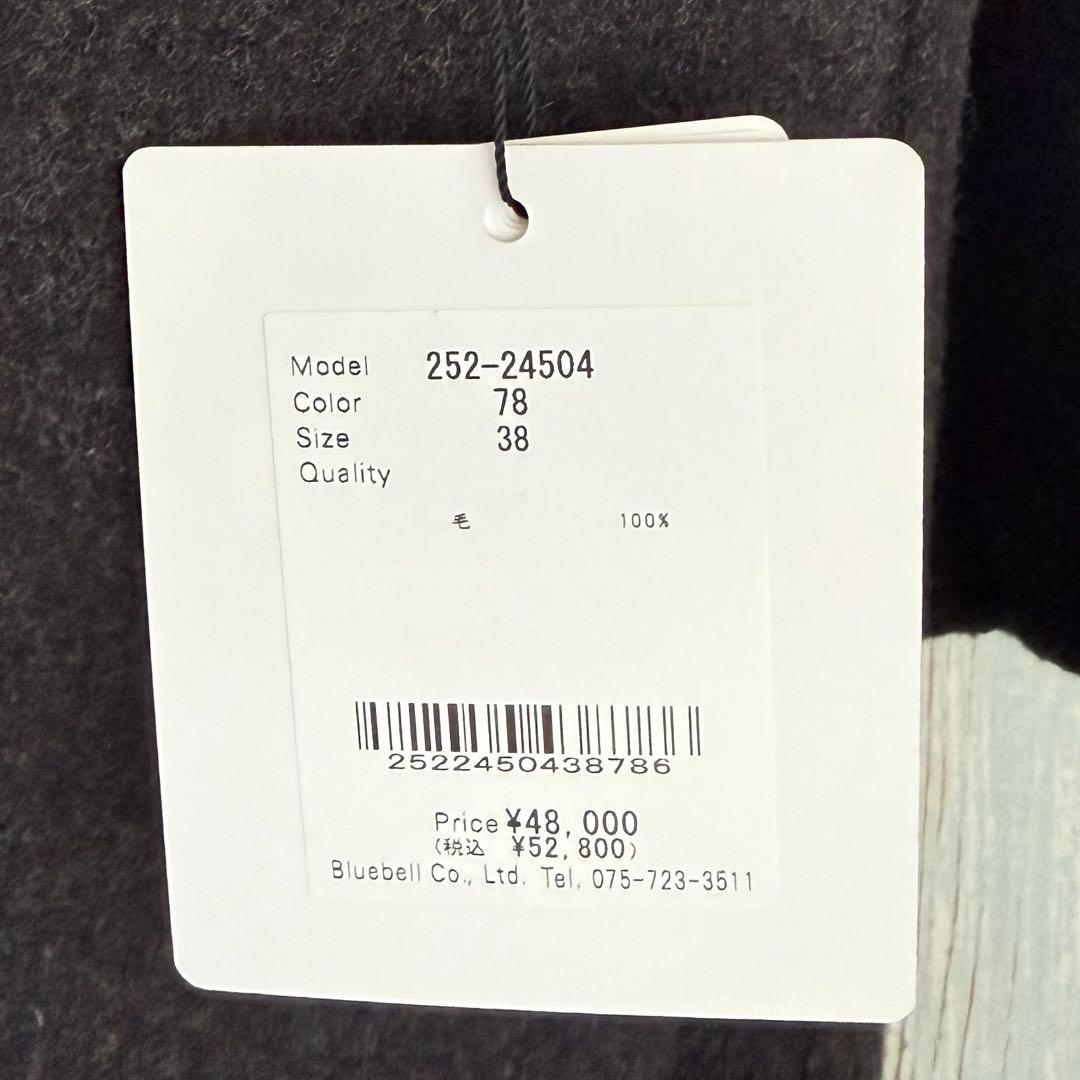 Model 252-24504
Color 78
Size 38
Quality
毛 100%
2522450438786
Price ¥48,000
(税込 ¥52,800)
Bluebell Co., Ltd. Tel, 075-723-3511